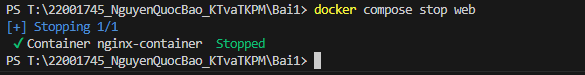 PS T:\22001745_NguyenQuocBao_KTvaTKPM\Bai1> docker compose stop web
[+] Stopping 1/1
✓ Container nginx-container  Stopped
PS T:\22001745_NguyenQuocBao_KTvaTKPM\Bai1>